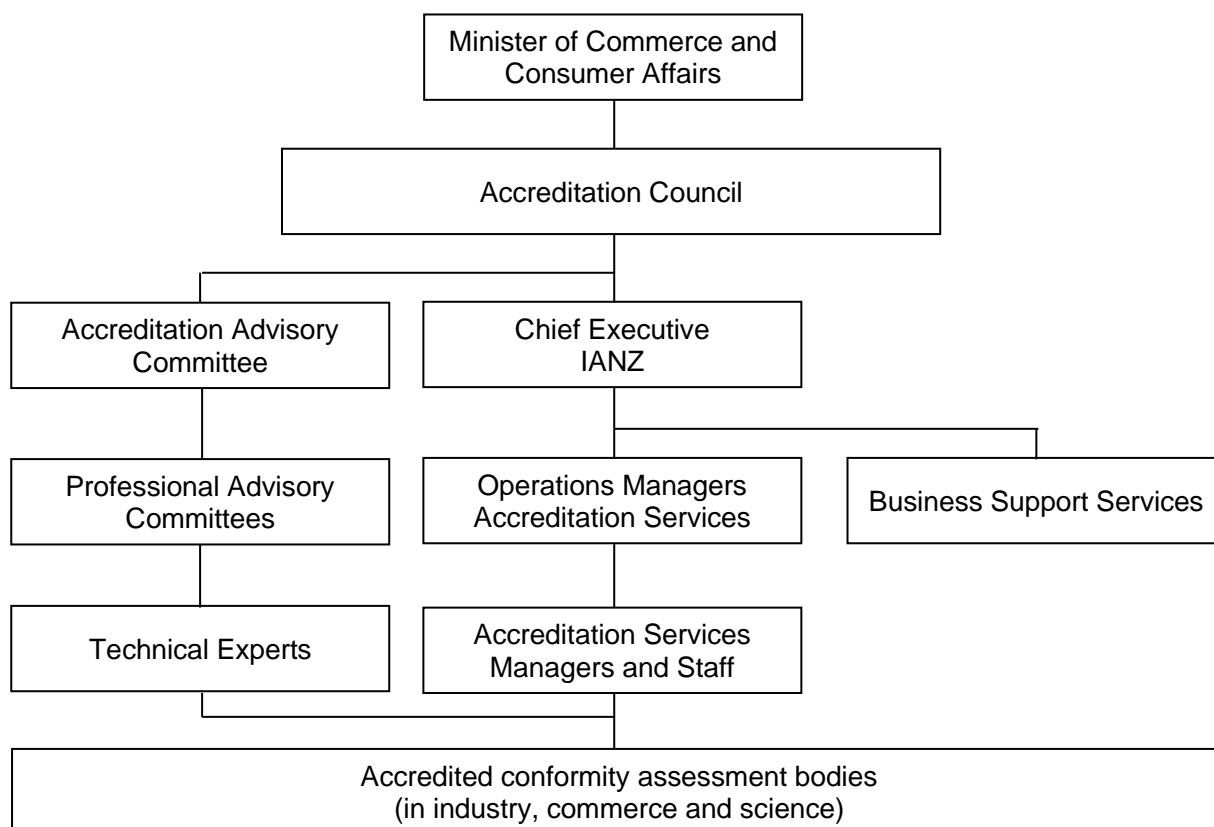 Minister of Commerce and
Consumer Affairs
Accreditation Council
Accreditation Advisory
Committee
Chief Executive
IANZ
Professional Advisory
Committees
Operations Managers
Accreditation Services
Business Support Services
Technical Experts
Accreditation Services
Managers and Staff
Accredited conformity assessment bodies
(in industry, commerce and science)